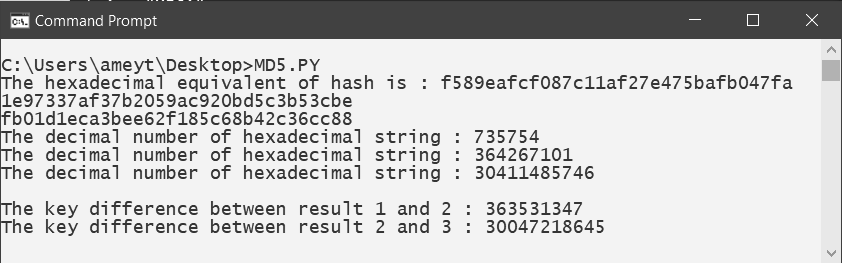 Command Prompt
C:\Users\ameyt\Desktop>MD5.PY
The hexadecimal equivalent of hash is : f589eafcf087c11af27e475bafb047fa
1e97337af37b2059ac920bd5c3b53cbe
fb01d1eca3bee62f185c68b42c36cc88
The decimal number of hexadecimal string : 735754
The decimal number of hexadecimal string : 364267101
The decimal number of hexadecimal string : 30411485746
The key difference between result 1 and 2 : 363531347
The key difference between result 2 and 3 : 30047218645